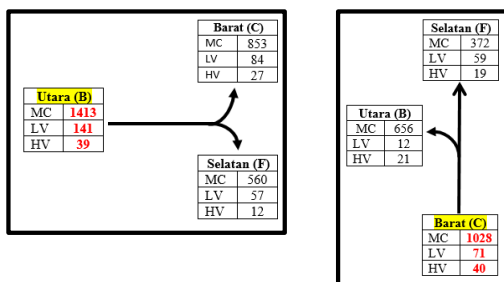 Barat (C)
MC 853
LV 84
HV 27
Utara (B)
MC 1413
LV 141
HV 39
Selatan (F)
MC 560
LV 57
HV 12
Selatan (F)
MC 372
LV 59
HV 19
Utara (B)
MC 656
LV 12
HV 21
Barat (C)
MC 1028
LV 71
HV 40